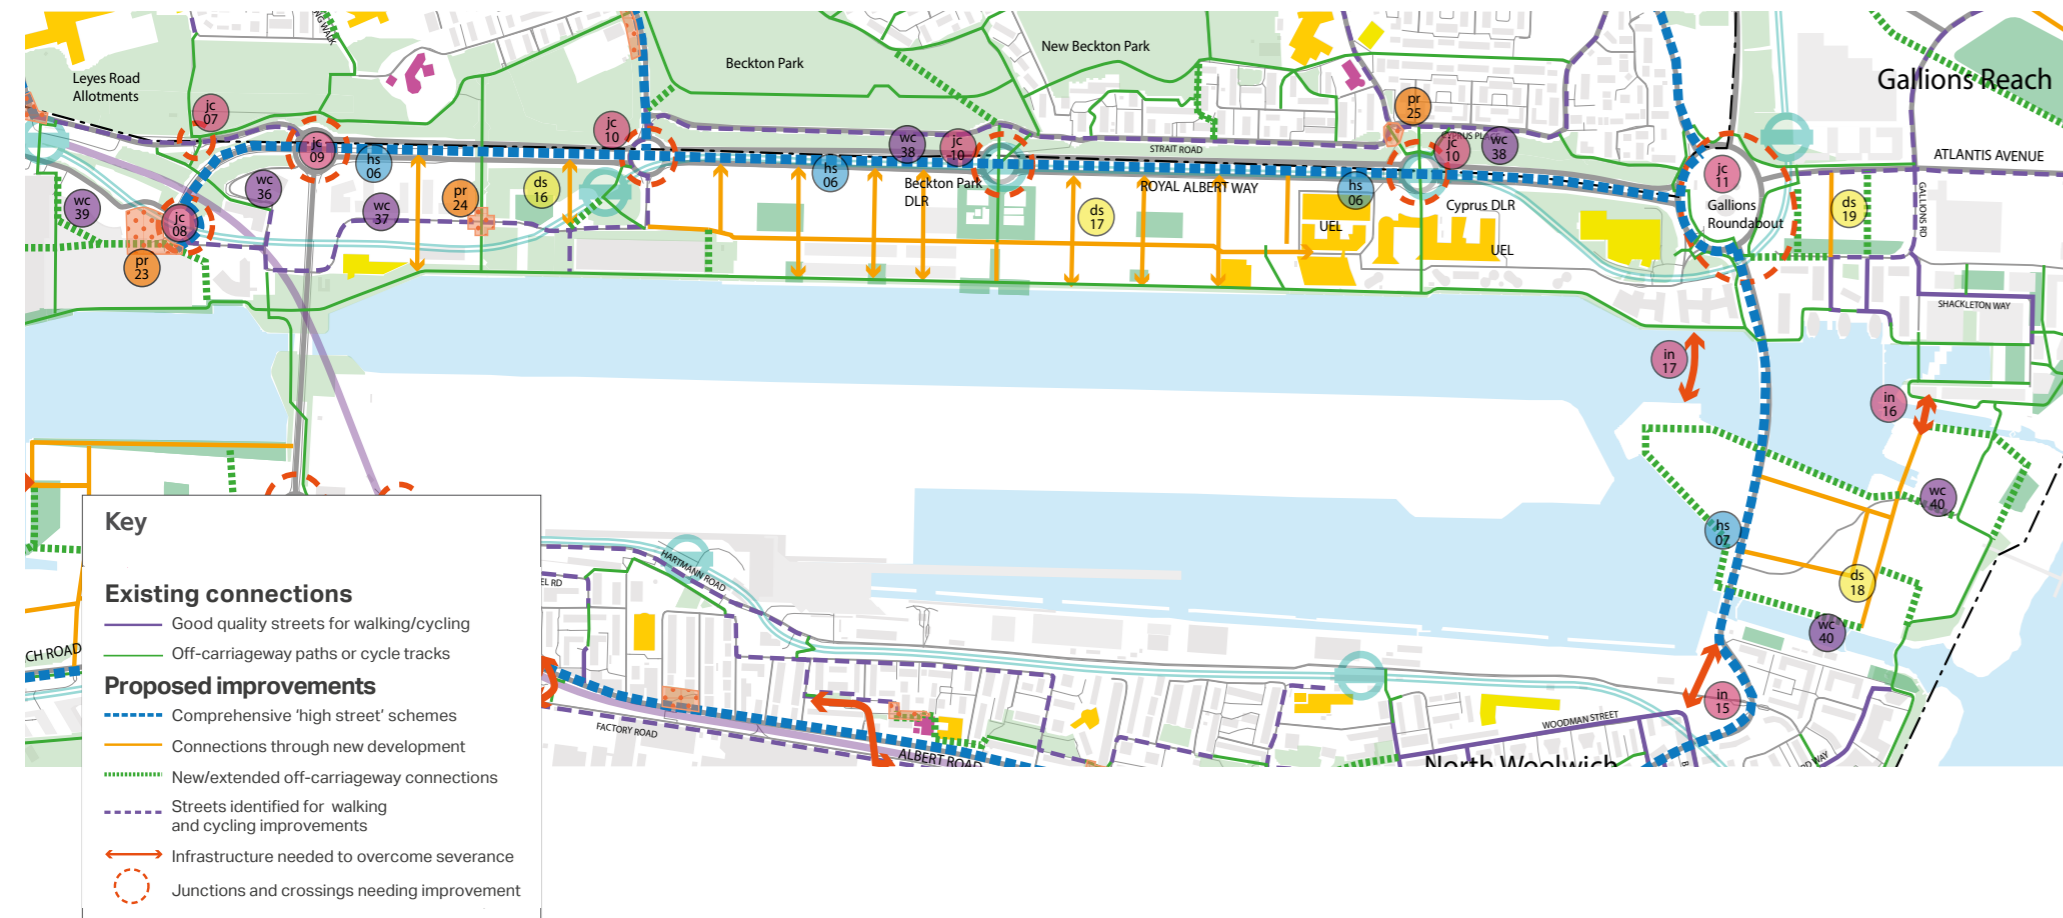 Leyes Road
Allotments
Beckton Park
New Beckton Park
Gallions Reach
jc
07
jc
09
hs
06
wc
36
wc
37
wc
39
jc
08
pr
23
pr
24
ds
16
jc
10
hs
06
wc
38
jc
10
STRAIT ROAD
Beckton Park
DLR
ds
17
ROYAL ALBERT WAY
pr
25
jc
10
wc
38
hs
06
Cyprus DLR
UEL
UEL
jc
11
Gallions
Roundabout
ds
19
ATLANTIS AVENUE
GALLIONS RD
SHACKLETON WAY
in
17
in
16
wc
40
hs
07
ds
18
wc
40
in
15
HARTMANN ROAD
EL RD
CH ROAD
FACTORY ROAD
ALBERT ROAD
WOODMAN STREET
North Woolwich
Key
Existing connections
Good quality streets for walking/cycling
Off-carriageway paths or cycle tracks
Proposed improvements
Comprehensive ‘high street’ schemes
Connections through new development
New/extended off-carriageway connections
Streets identified for walking
and cycling improvements
Infrastructure needed to overcome severance
Junctions and crossings needing improvement